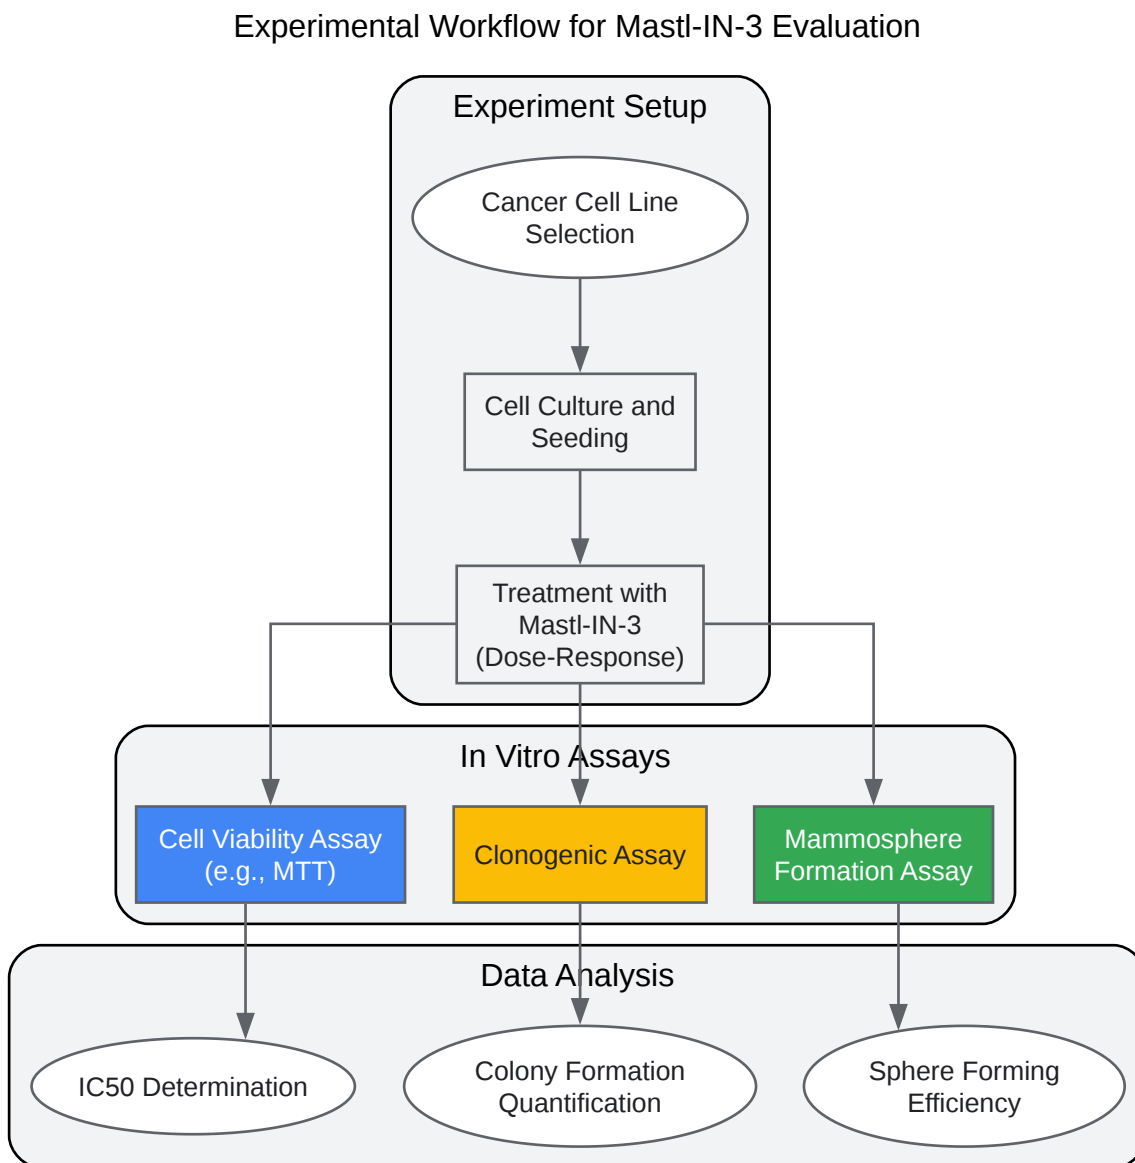 Experimental Workflow for Mastl-IN-3 Evaluation
Experiment Setup
Cancer Cell Line
Selection
Cell Culture and
Seeding
Treatment with
Mastl-IN-3
(Dose-Response)
In Vitro Assays
Cell Viability Assay
(e.g., MTT)
Clonogenic Assay
Mammosphere
Formation Assay
Data Analysis
IC50 Determination
Colony Formation
Quantification
Sphere Forming
Efficiency